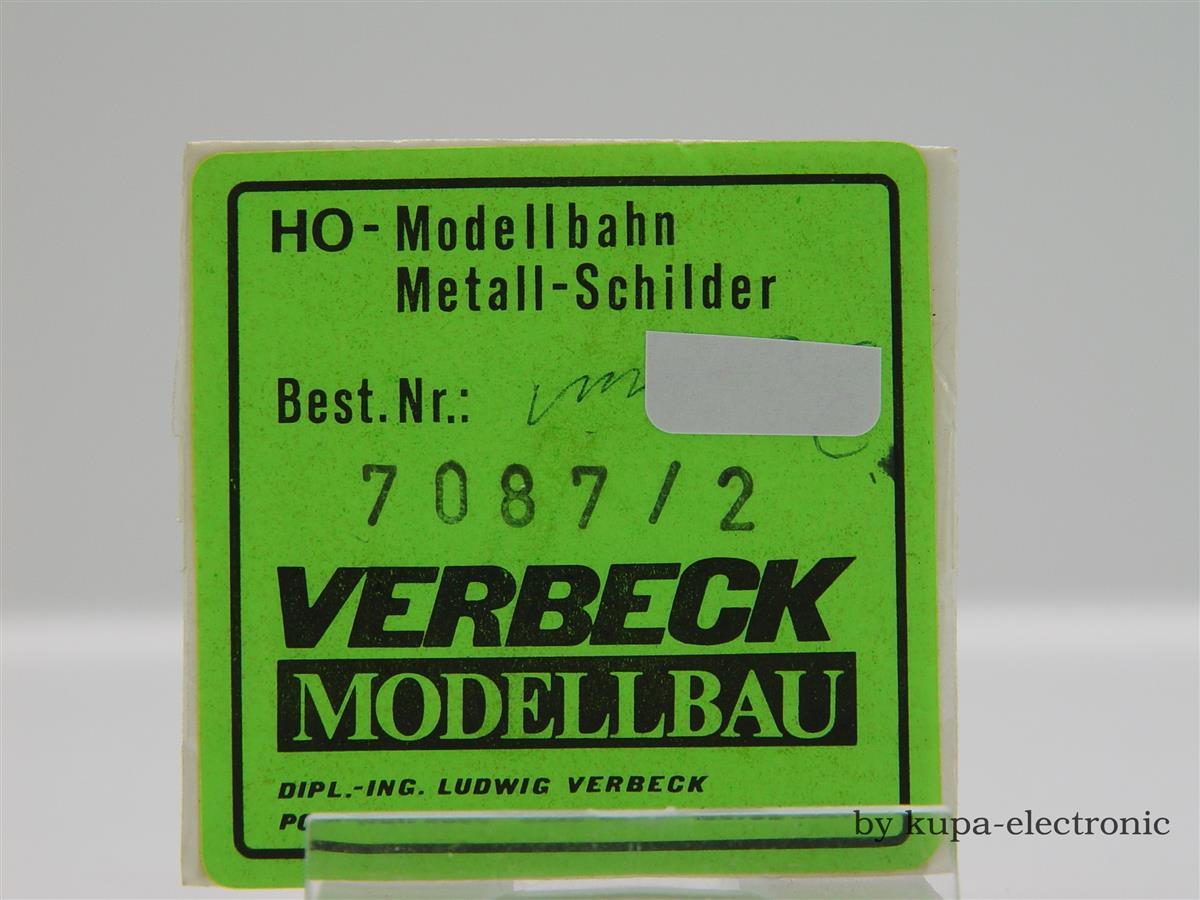 HO-Modellbahn
Metall-Schilder
Best.Nr.:
7087/2
VERBECK
MODELLBAU
DIPL.-ING. LUDWIG VERBECK
by kupa-electronic